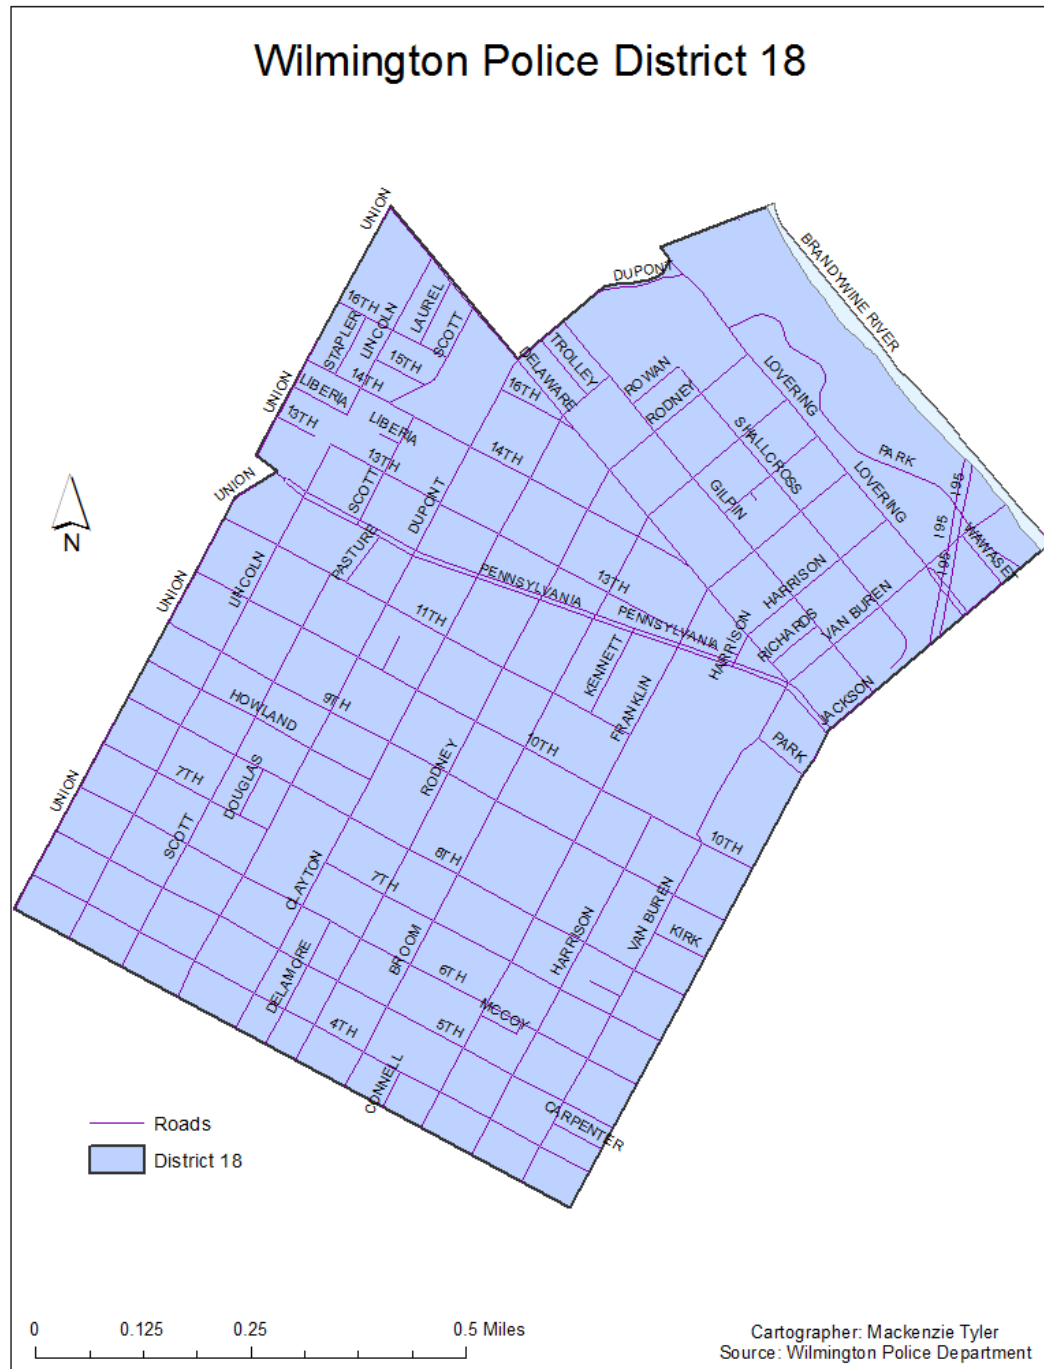 Wilmington Police District 18
UNION
BRANDYWINE RIVER
DUPONT
16TH
LINCOLN
LAUREL
SCOTT
STAPLER
15TH
14TH
UNION
LIBERIA
13TH
LIBERIA
DELAWARE
TROLLEY
16TH
ROWAN
RODNEY
LOVERING
SHALLCROSS
PARK
LOVERING
GILPIN
14TH
13TH
SCOTT
DUPONT
UNION
PASTURE
195
195
195
WAWASET
N
UNION
LINCOLN
PENNSYLVANIA
13TH
PENNSYLVANIA
HARRISON
HARRISON
RICHARDS
VAN BUREN
11TH
KENNETT
FRANKLIN
JACKSON
PARK
HOWLAND
9TH
10TH
RODNEY
UNION
7TH
DOUGLAS
SCOTT
10TH
8TH
7TH
CLAYTON
BROOM
HARRISON
VAN BUREN
KIRK
DELAMORE
6TH
MCCOY
4TH
5TH
CONNELL
CARPENTER
Roads
District 18
0 0.125 0.25 0.5 Miles
Cartographer: Mackenzie Tyler
Source: Wilmington Police Department